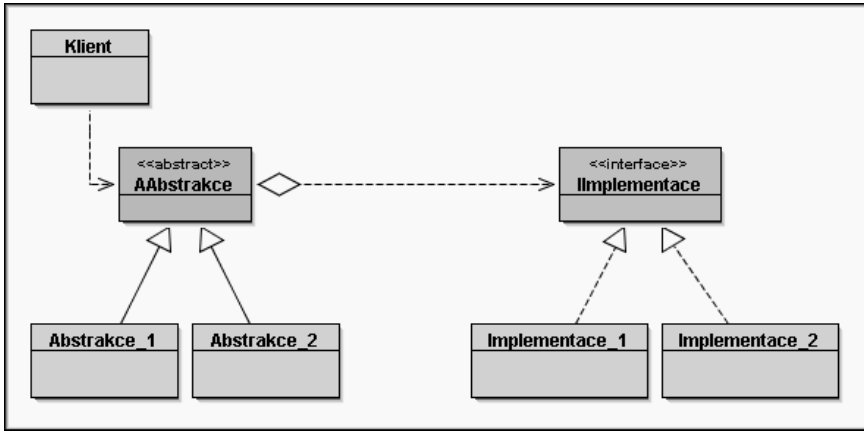 Klient
<<abstract>>
AAbstrakce
<<interface>>
IImplementace
Abstrakce_1
Abstrakce_2
Implementace_1
Implementace_2